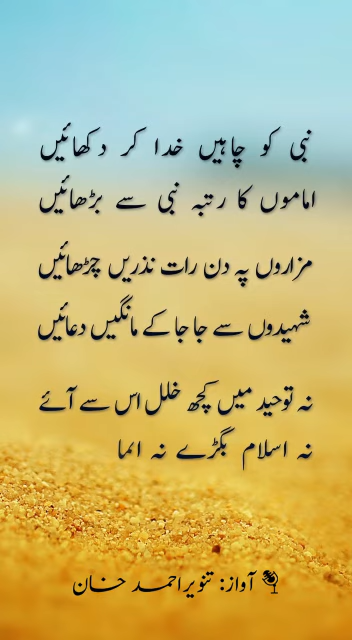 نبی کو چاہیں خدا کر دکھائیں
اماموں کا رتبہ نبی سے بڑھائیں
مزاروں پہ دن رات نذریں چڑھائیں
شہیدوں سے جا جا کے مانگیں دعائیں
نہ توحید میں کچھ خلل اس سے آئے
نہ اسلام بگڑے نہ انما
آواز: تنویر احمد خان